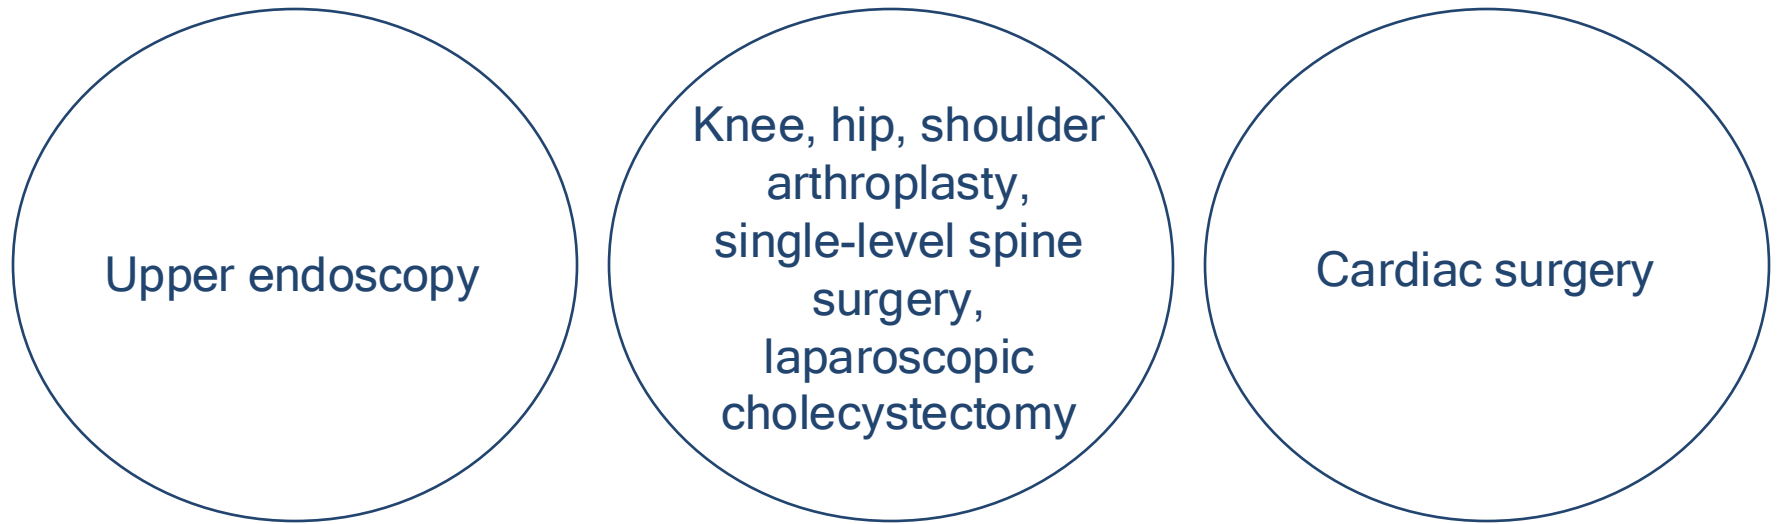 Upper endoscopy
Knee, hip, shoulder
arthroplasty,
single-level spine
surgery,
laparoscopic
cholecystectomy
Cardiac surgery